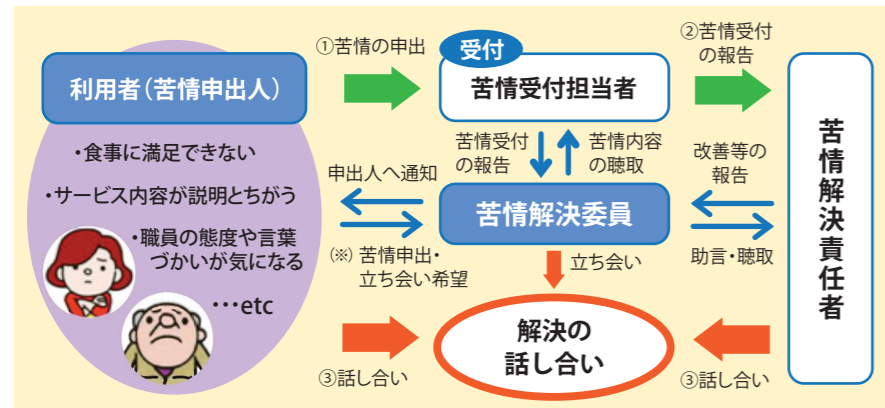 利用者（苦情申出人）
・食事に満足できない
・サービス内容が説明とちがう
・職員の態度や言葉
づかいが気になる
…etc
①苦情の申出
受付
苦情受付担当者
②苦情受付
の報告
苦情受付
の報告
苦情内容
の聴取
申出人へ通知
（※）苦情申出・
立ち会い希望
苦情解決委員
改善等の
報告
助言・聴取
立ち会い
③話し合い
解決の
話し合い
③話し合い
苦情解決責任者